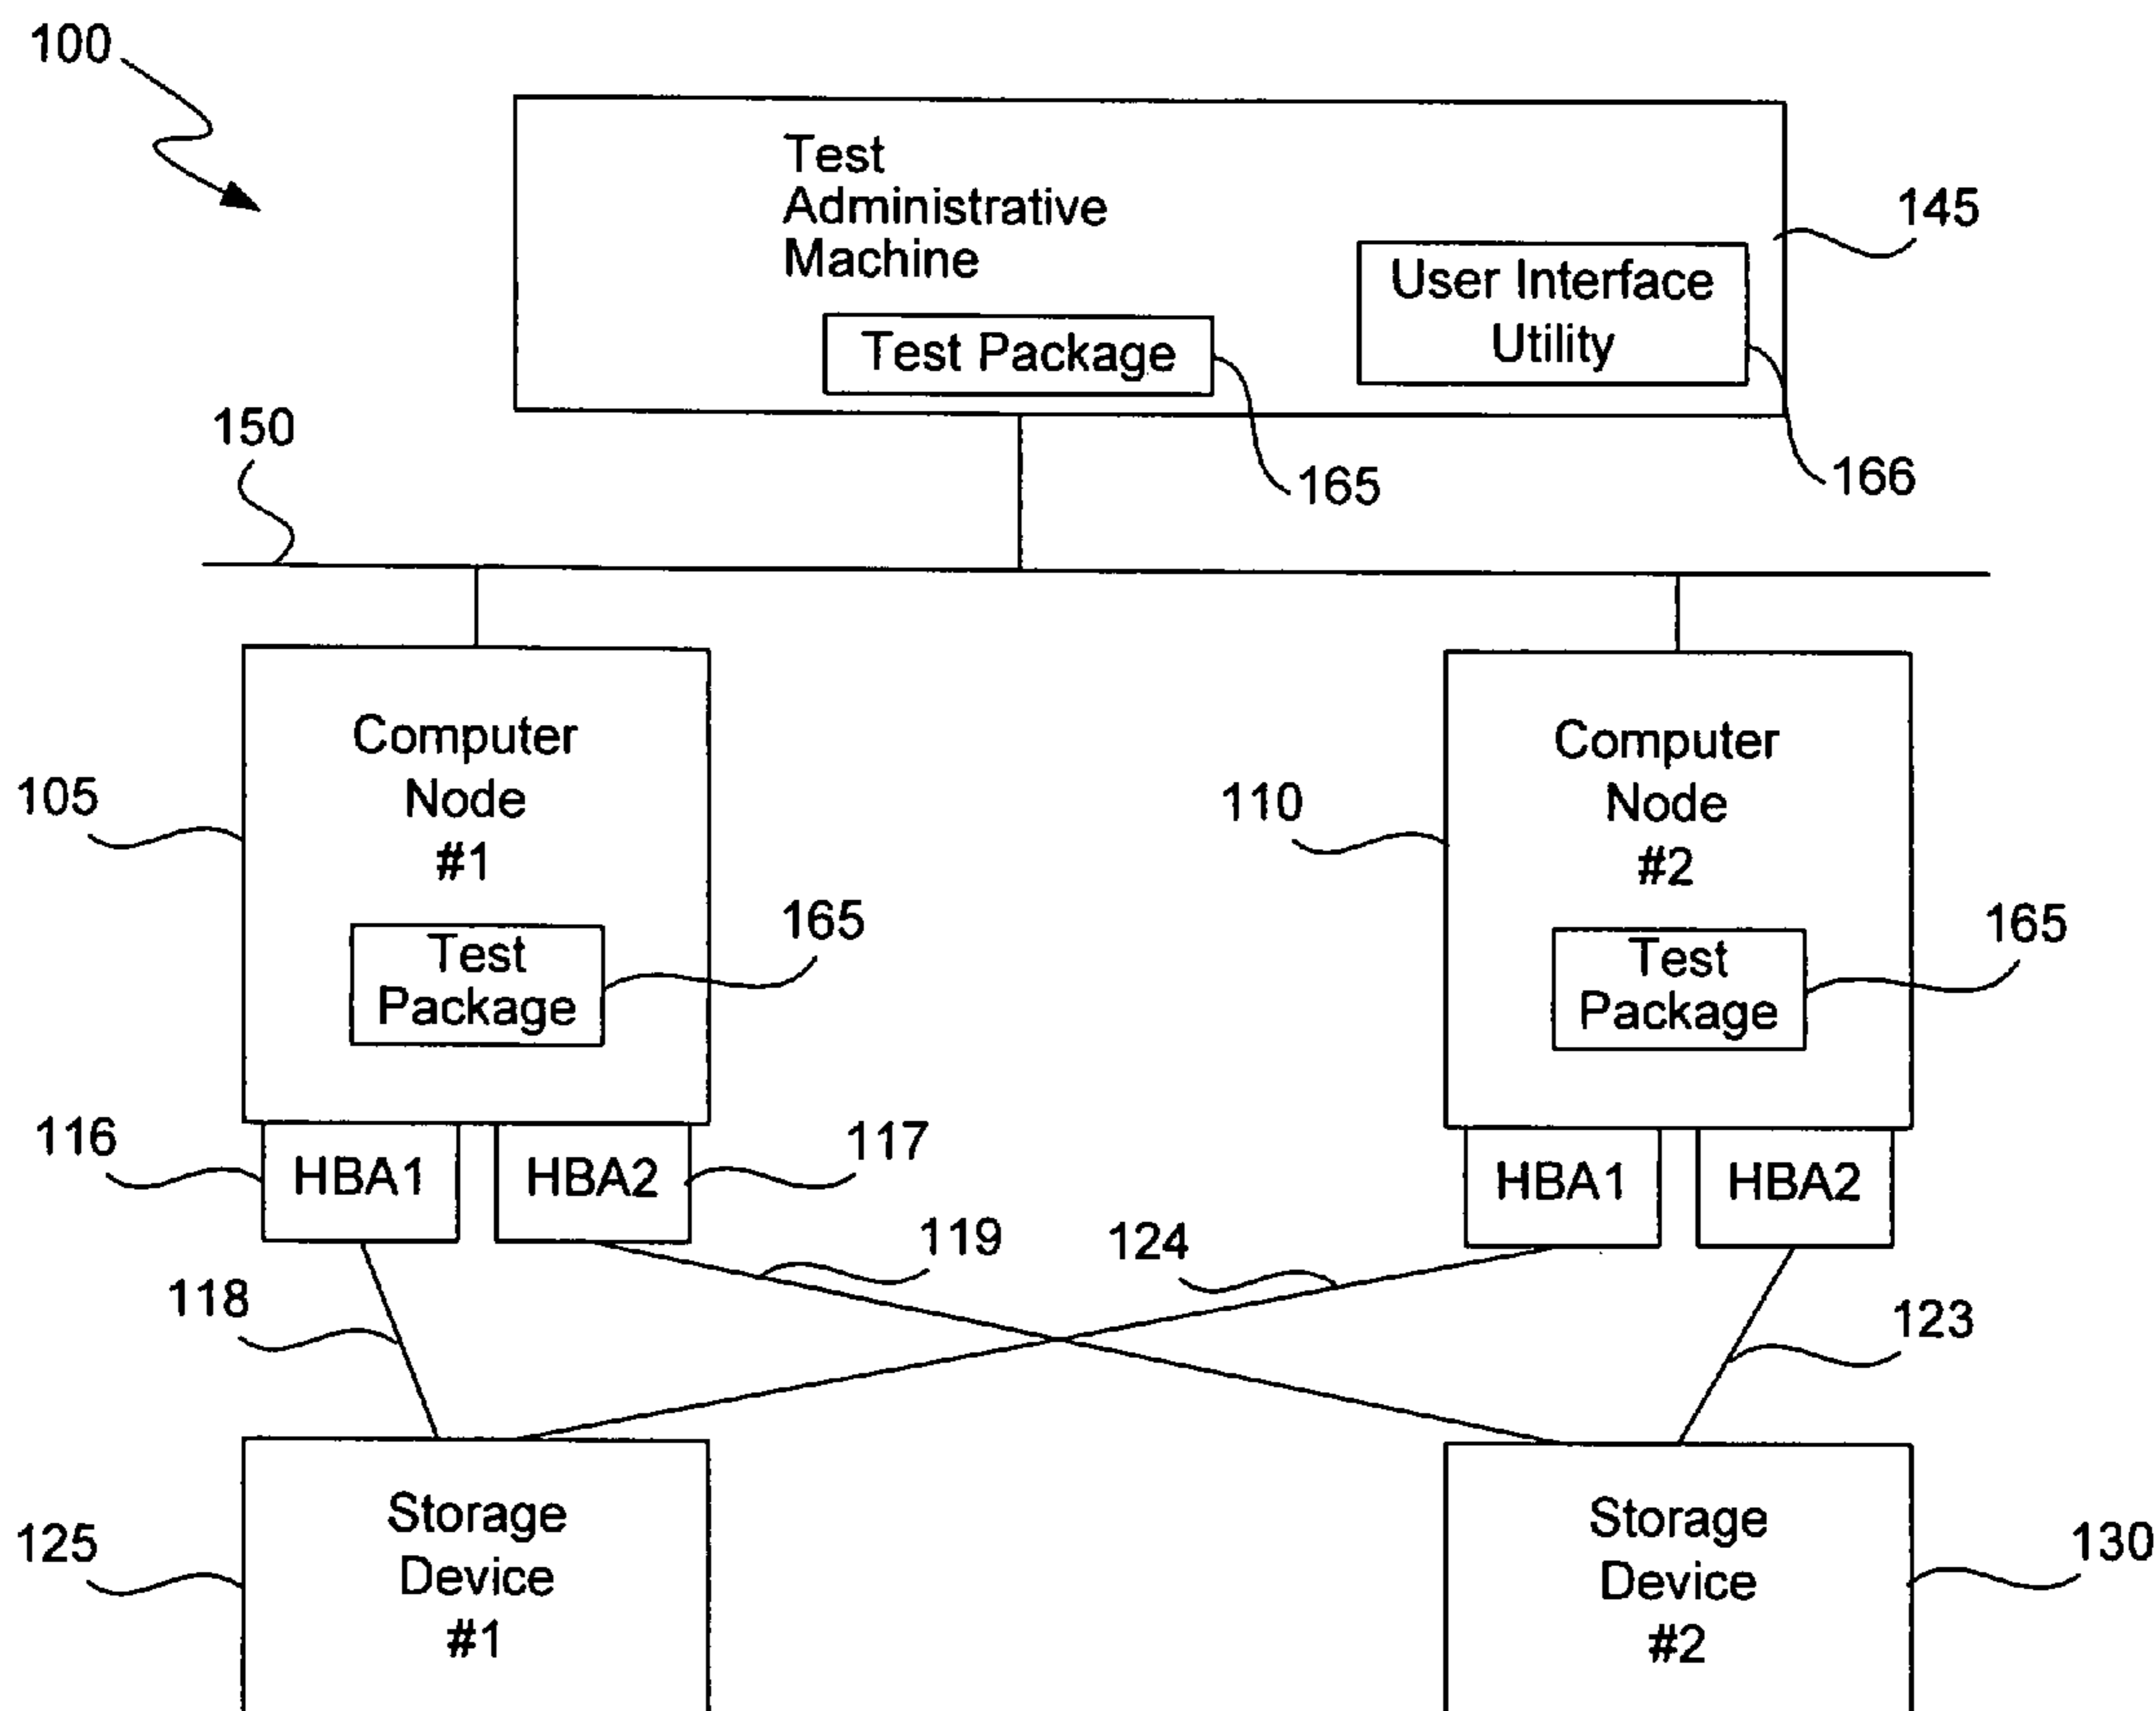 100
Test
Administrative
Machine
145
User Interface
Utility
Test Package
150
165
166
Computer
Node
#1
105
Computer
Node
#2
110
165
Test
Package
165
Test
Package
116
HBA1
HBA2
117
HBA1
HBA2
119
124
118
123
Storage
Device
#1
125
Storage
Device
#2
130